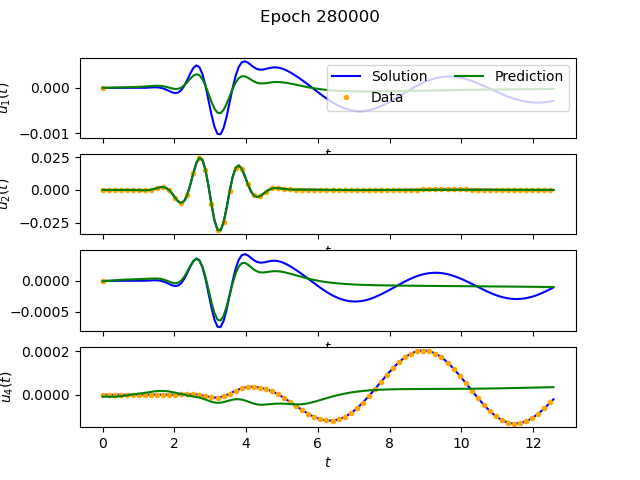 Epoch 280000
u1(t)
0.000
−0.001
Solution
Data
Prediction
t
u2(t)
0.025
0.000
−0.025
t
0.0000
−0.0005
t
u4(t)
0.0002
0.0000
0 2 4 6 8 10 12
t